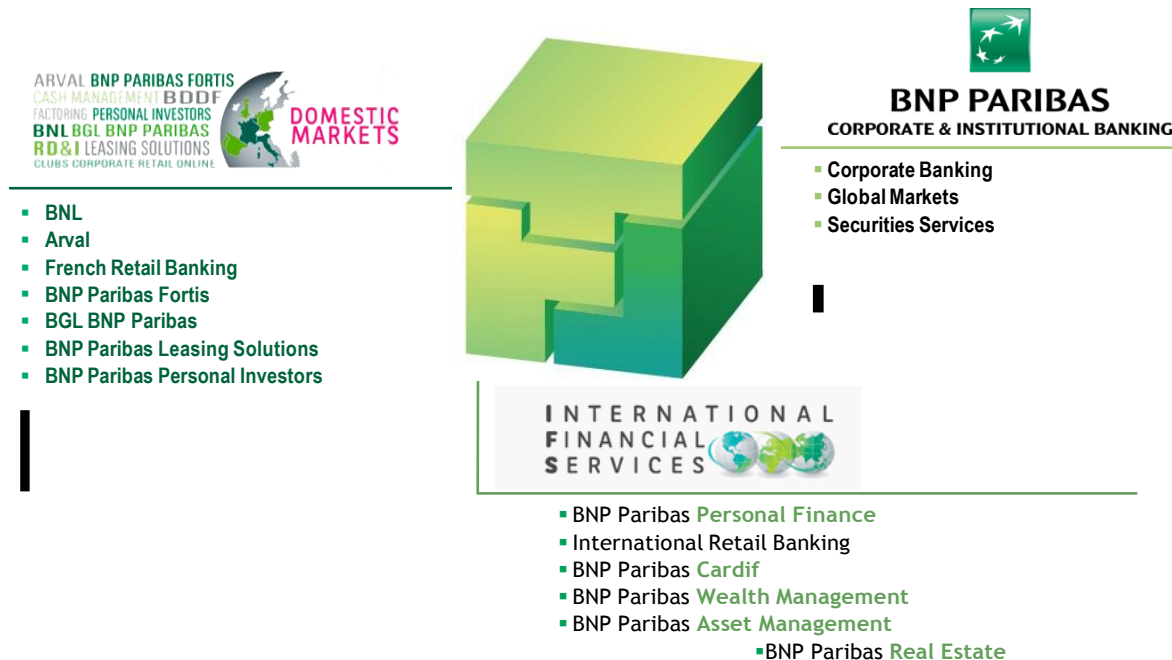 ARVAL BNP PARIBAS FORTIS
CASH MANAGEMENT BDDF
FACTORING PERSONAL INVESTORS
BNL BGL BNP PARIBAS
RD&I LEASING SOLUTIONS
CLUBS CORPORATE RETAIL ONLINE
DOMESTIC
MARKETS
▪ BNL
▪ Arval
▪ French Retail Banking
▪ BNP Paribas Fortis
▪ BGL BNP Paribas
▪ BNP Paribas Leasing Solutions
▪ BNP Paribas Personal Investors
BNP PARIBAS
CORPORATE & INSTITUTIONAL BANKING
▪ Corporate Banking
▪ Global Markets
▪ Securities Services
INTERNATIONAL
FINANCIAL
SERVICES
▪ BNP Paribas Personal Finance
▪ International Retail Banking
▪ BNP Paribas Cardif
▪ BNP Paribas Wealth Management
▪ BNP Paribas Asset Management
▪BNP Paribas Real Estate